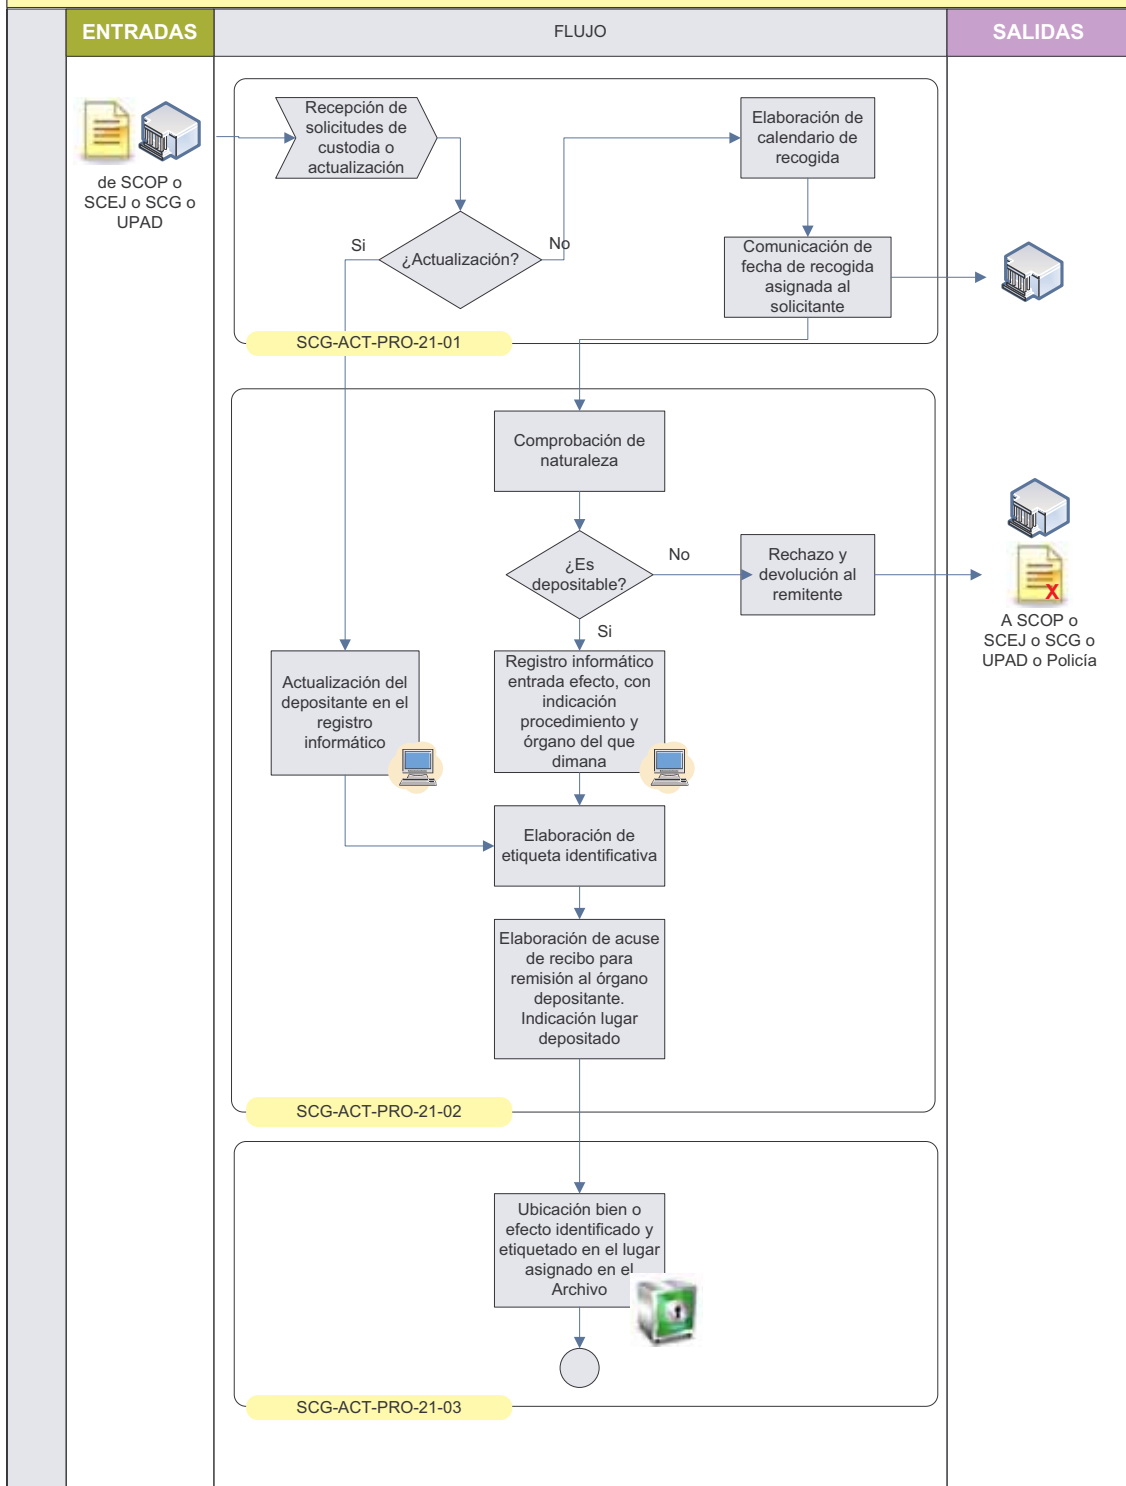 ENTRADAS
FLUJO
SALIDAS
Recepción de
solicitudes de
custodia o
actualización
Elaboración de
calendario de
recogida
de SCOP o
SCEJ o SCG o
UPAD
Si
¿Actualización?
No
Comunicación de
fecha de recogida
asignada al
solicitante
SCG-ACT-PRO-21-01
Comprobación de
naturaleza
¿Es
depositable?
No
Rechazo y
devolución al
remitente
X
A SCOP o
SCEJ o SCG o
UPAD o Policía
Si
Actualización del
depositante en el
registro
informático
Registro informático
entrada efecto, con
indicación
procedimiento y
órgano del que
dimana
Elaboración de
etiqueta identificativa
Elaboración de acuse
de recibo para
remisión al órgano
depositante.
Indicación lugar
depositado
SCG-ACT-PRO-21-02
Ubicación bien o
efecto identificado y
etiquetado en el lugar
asignado en el
Archivo
SCG-ACT-PRO-21-03